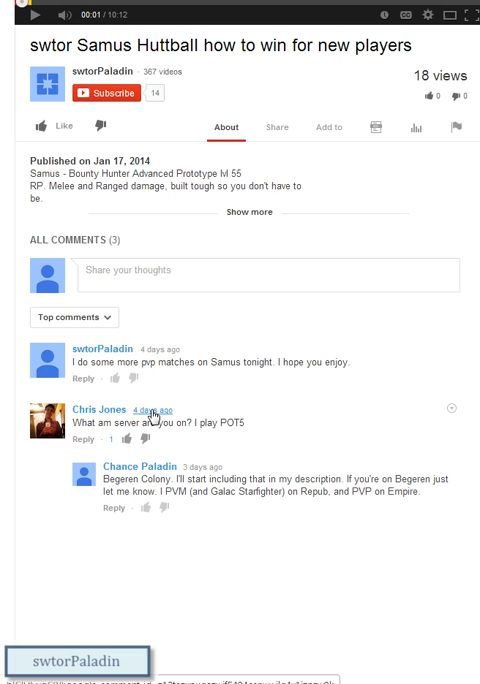 00:01 / 10:12
swtor Samus Huttball how to win for new players
swtorPaladin · 367 videos
Subscribe 14
18 views
0 0
Like
About Share Add to
Published on Jan 17, 2014
Samus - Bounty Hunter Advanced Prototype lvl 55
RP. Melee and Ranged damage, built tough so you don't have to
be.
Show more
ALL COMMENTS (3)
Share your thoughts
Top comments
swtorPaladin 4 days ago
I do some more pvp matches on Samus tonight. I hope you enjoy.
Reply ·
Chris Jones 4 days ago
What am server are you on? I play POT5
Reply · 1
Chance Paladin 3 days ago
Begeren Colony. I'll start including that in my description. If you're on Begeren just
let me know. I PVM (and Galac Starfighter) on Repub, and PVP on Empire.
Reply ·
swtorPaladin